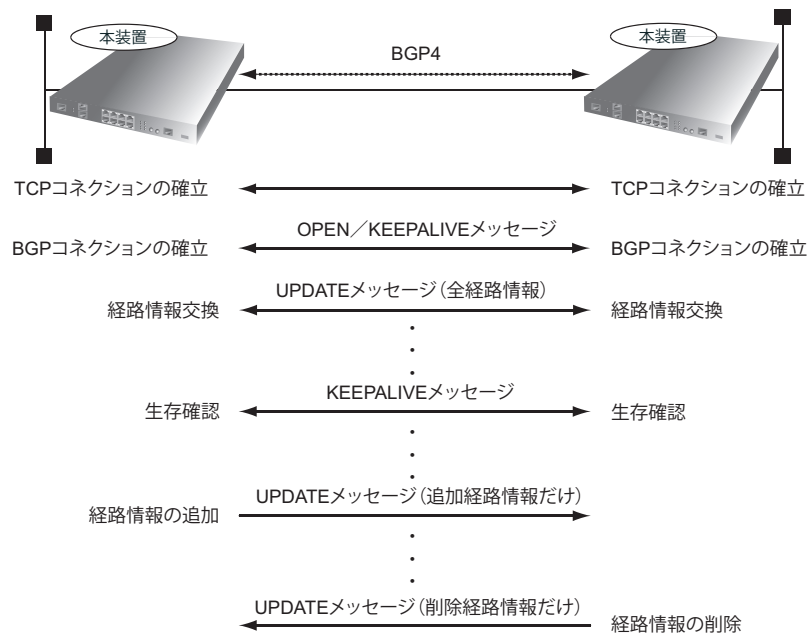 本装置
本装置
BGP4
TCPコネクションの確立
TCPコネクションの確立
OPEN／KEEPALIVEメッセージ
BGPコネクションの確立
BGPコネクションの確立
UPDATEメッセージ（全経路情報）
経路情報交換
経路情報交換
KEEPALIVEメッセージ
生存確認
生存確認
UPDATEメッセージ（追加経路情報だけ）
経路情報の追加
UPDATEメッセージ（削除経路情報だけ）
経路情報の削除